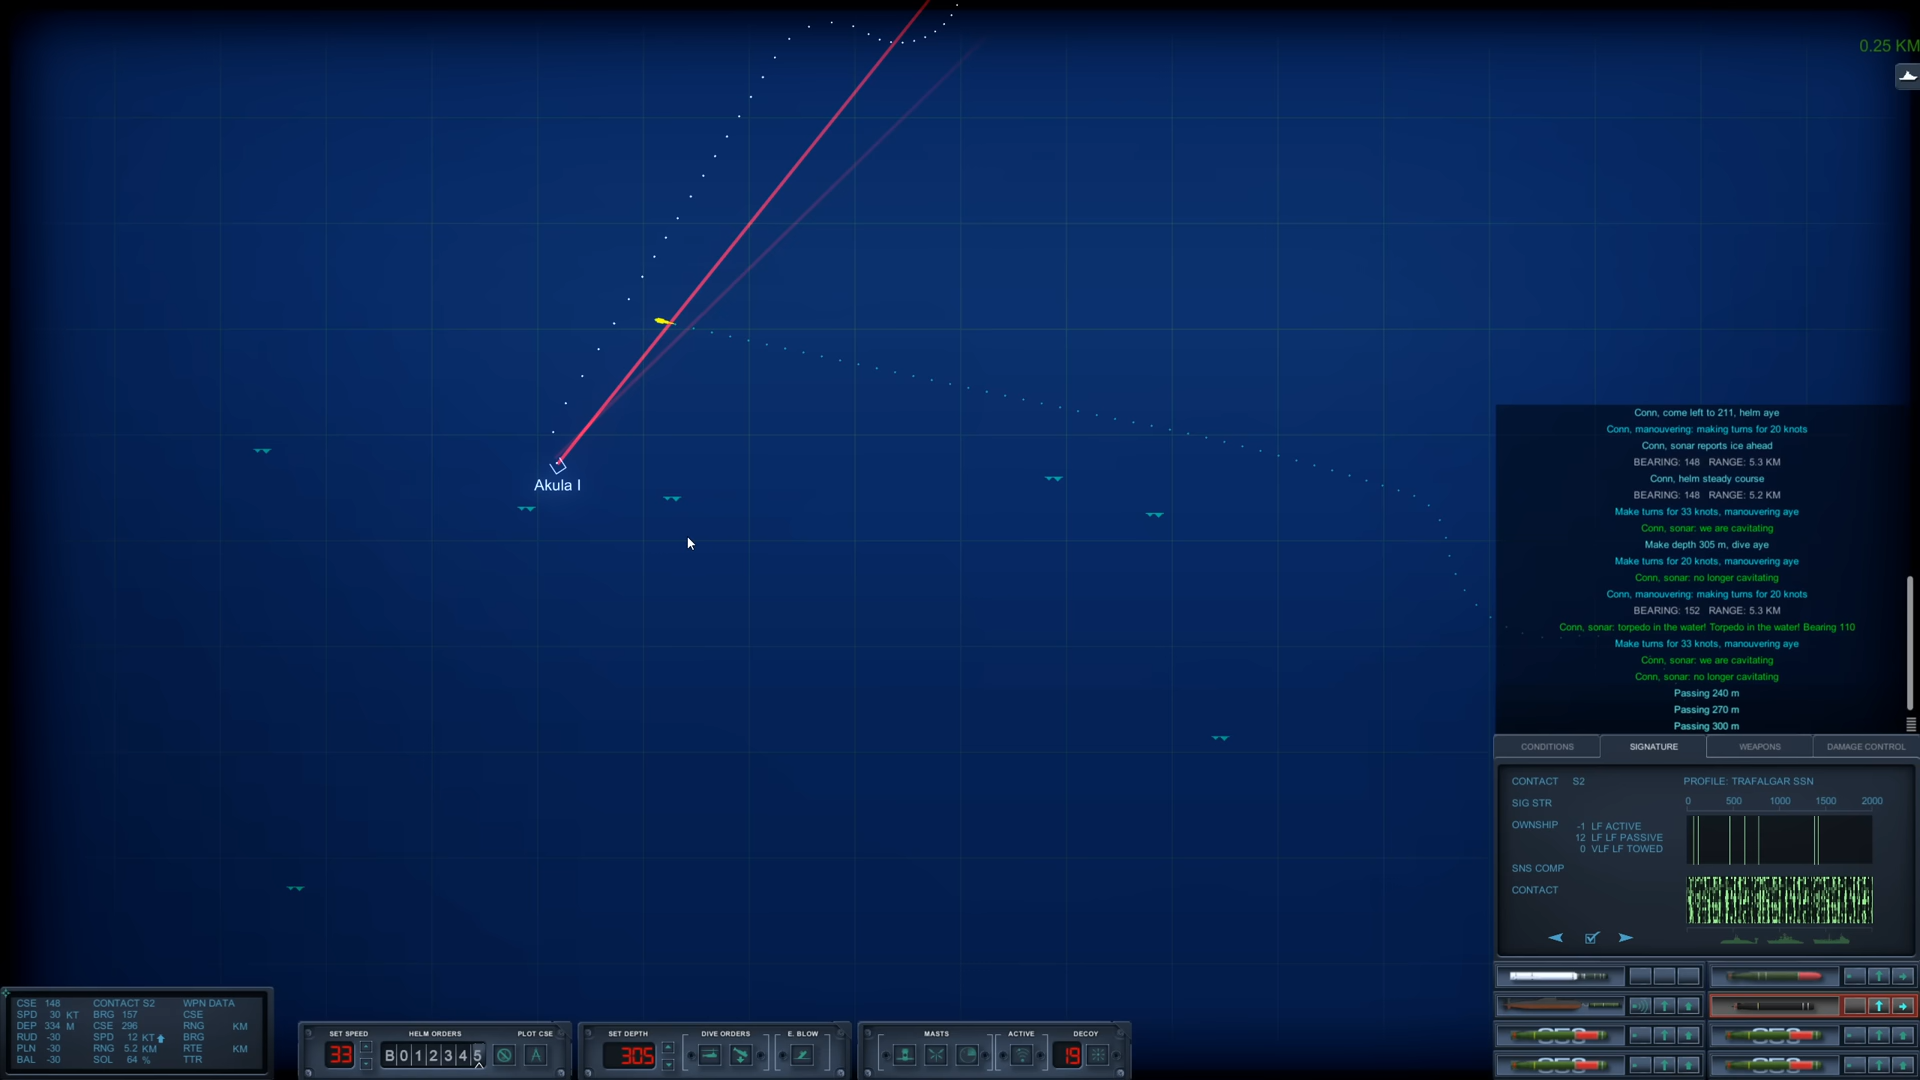 0.25 KM
Akula I
Conn, come left to 211, helm aye
Conn, manouvering: making turns for 20 knots
Conn, sonar reports ice ahead
BEARING: 148 RANGE: 5.3 KM
Conn, helm steady course
BEARING: 148 RANGE: 5.2 KM
Make turns for 33 knots, manouvering aye
Conn, sonar: we are cavitating
Make depth 305 m, dive aye
Make turns for 20 knots, manouvering aye
Conn, sonar: no longer cavitating
Conn, manouvering: making turns for 20 knots
BEARING: 152 RANGE: 5.3 KM
Conn, sonar: torpedo in the water! Torpedo in the water! Bearing 110
Make turns for 33 knots, manouvering aye
Conn, sonar: we are cavitating
Conn, sonar: no longer cavitating
Passing 240 m
Passing 270 m
Passing 300 m
CONDITIONS SIGNATURE WEAPONS DAMAGE CONTROL
CONTACT S2 PROFILE: TRAFALGAR SSN
SIG STR 0 500 1000 1500 2000
OWNSHIP -1 LF ACTIVE
12 LF LF PASSIVE
0 VLF LF TOWED
SNS COMP
CONTACT
CSE 148 CONTACT S2 WPN DATA
SPD 30 KT BRG 157 CSE
DEP 334 M CSE 296 RNG KM
RUD -30 SPD 12 KT BRG
PLN -30 RNG 5.2 KM RTE KM
BAL -30 SOL 64 % TTR
SET SPEED HELM ORDERS PLOT CSE
33 B 0 1 2 3 4 5
SET DEPTH DIVE ORDERS E. BLOW
305
MASTS ACTIVE DECOY
19